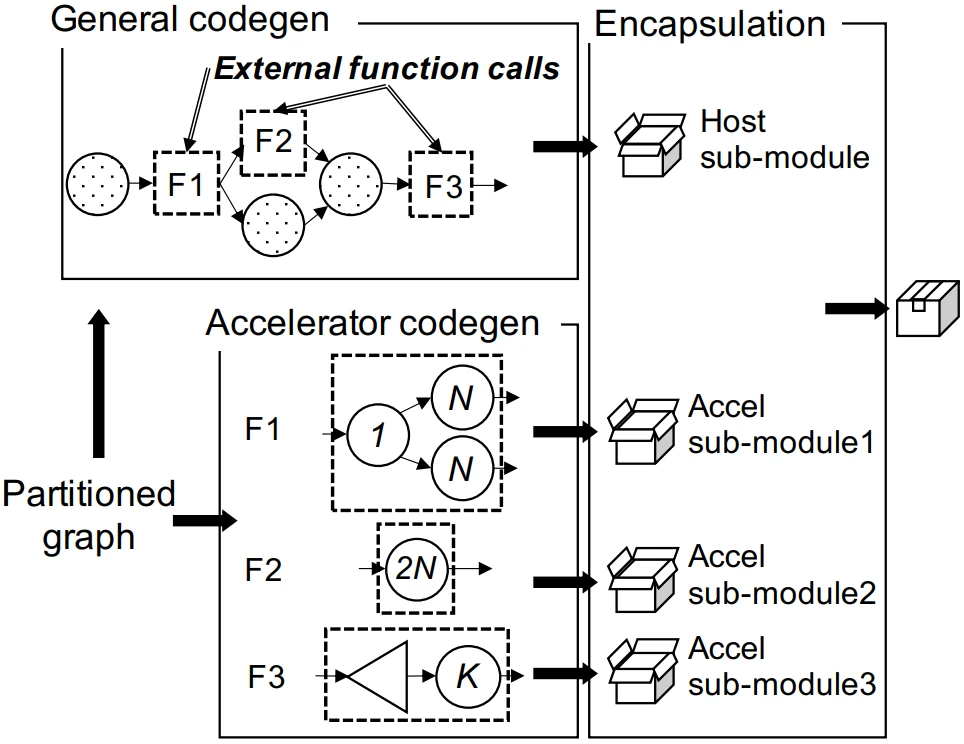 General codegen
Encapsulation
External function calls
F1
F2
F3
Host
sub-module
Accelerator codegen
F1
1
N
N
Accel
sub-module1
Partitioned
graph
F2
2N
Accel
sub-module2
F3
K
Accel
sub-module3